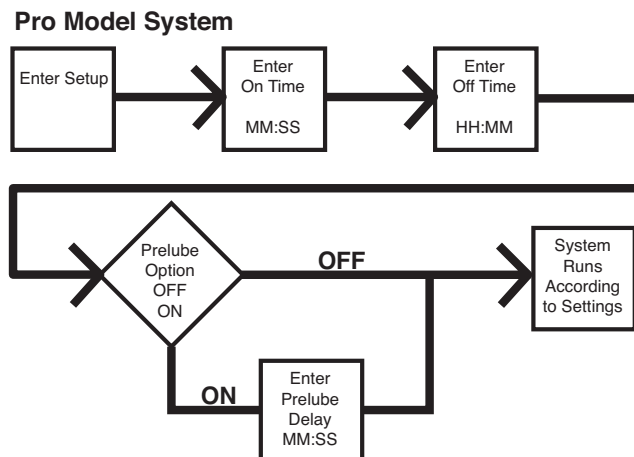 Pro Model System
Enter Setup
Enter
On Time
MM:SS
Enter
Off Time
HH:MM
Prelube
Option
OFF
ON
OFF
System
Runs
According
to Settings
ON
Enter
Prelube
Delay
MM:SS